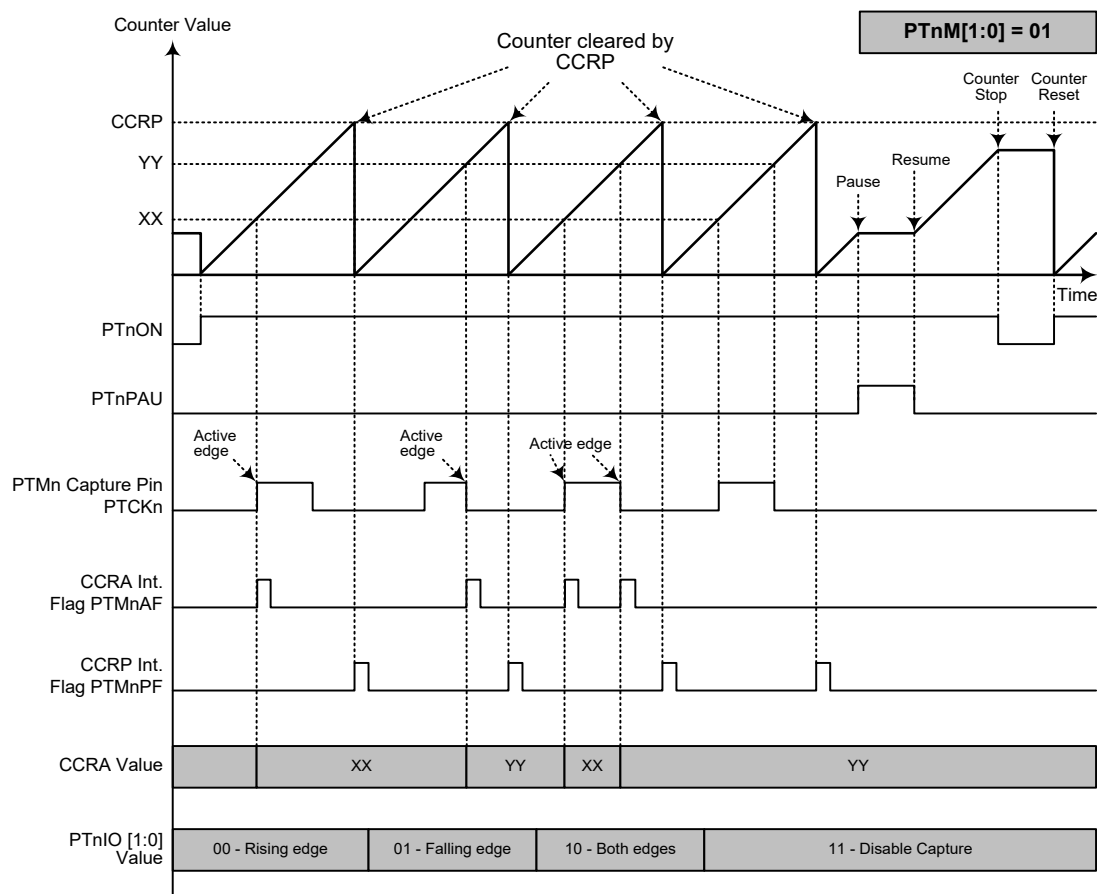 Counter Value
PTnM[1:0] = 01
Counter cleared by
CCRP
Counter
Stop
Counter
Reset
CCRP
YY
XX
Pause
Resume
Time
PTnON
PTnPAU
Active
edge
Active
edge
Active edge
PTMn Capture Pin
PTCKn
CCRA Int.
Flag PTMnAF
CCRP Int.
Flag PTMnPF
CCRA Value
XX
YY
XX
YY
PTnIO [1:0]
Value
00 - Rising edge
01 - Falling edge
10 - Both edges
11 - Disable Capture